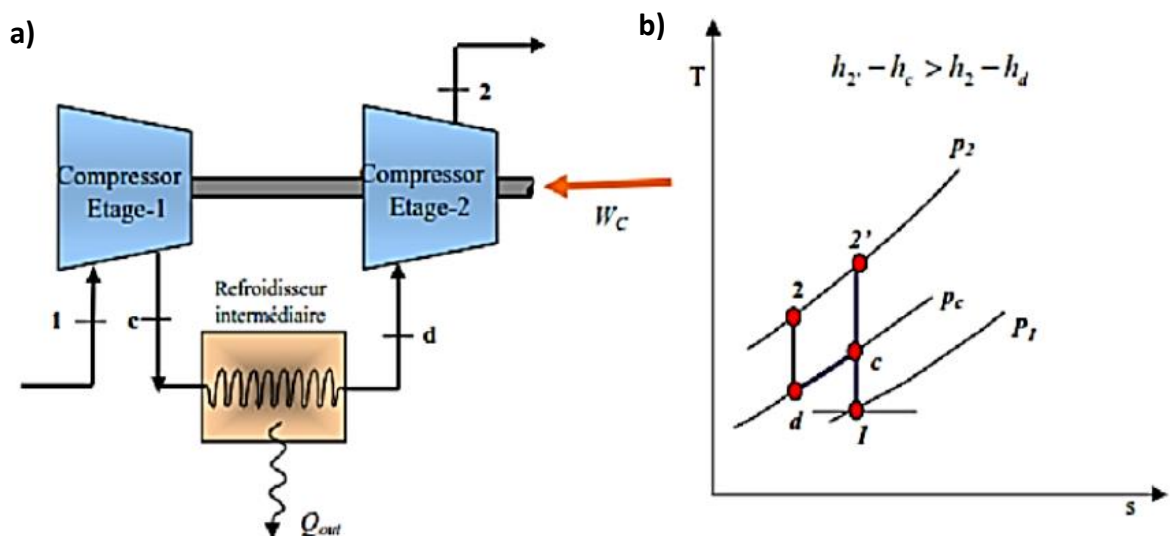 a)
Compressor
Etage-1
Compressor
Etage-2
2
W_C
1
c
Refroidisseur
intermédiaire
d
Q_out
b)
T
h_2' - h_c > h_2 - h_d
p_2
2'
2
p_c
c
P_1
d
1
s